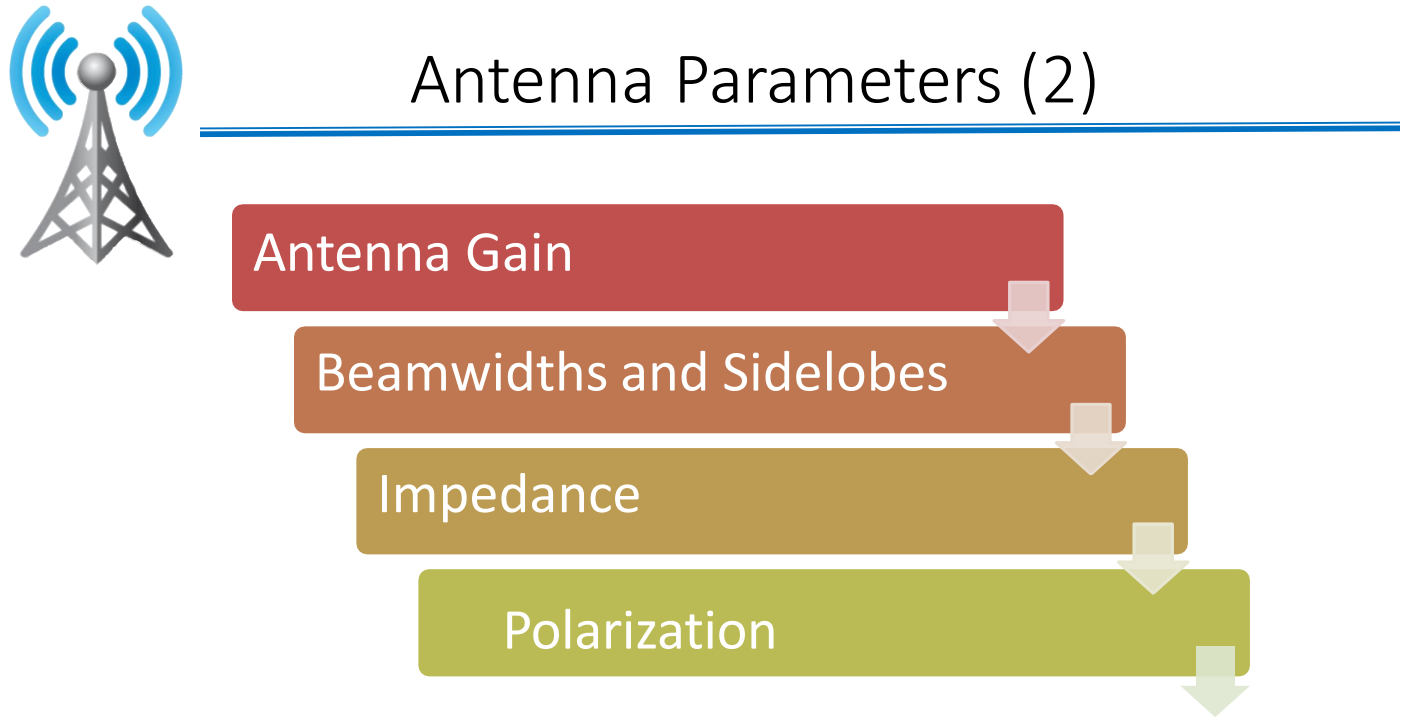 Antenna Parameters (2)
Antenna Gain
Beamwidths and Sidelobes
Impedance
Polarization